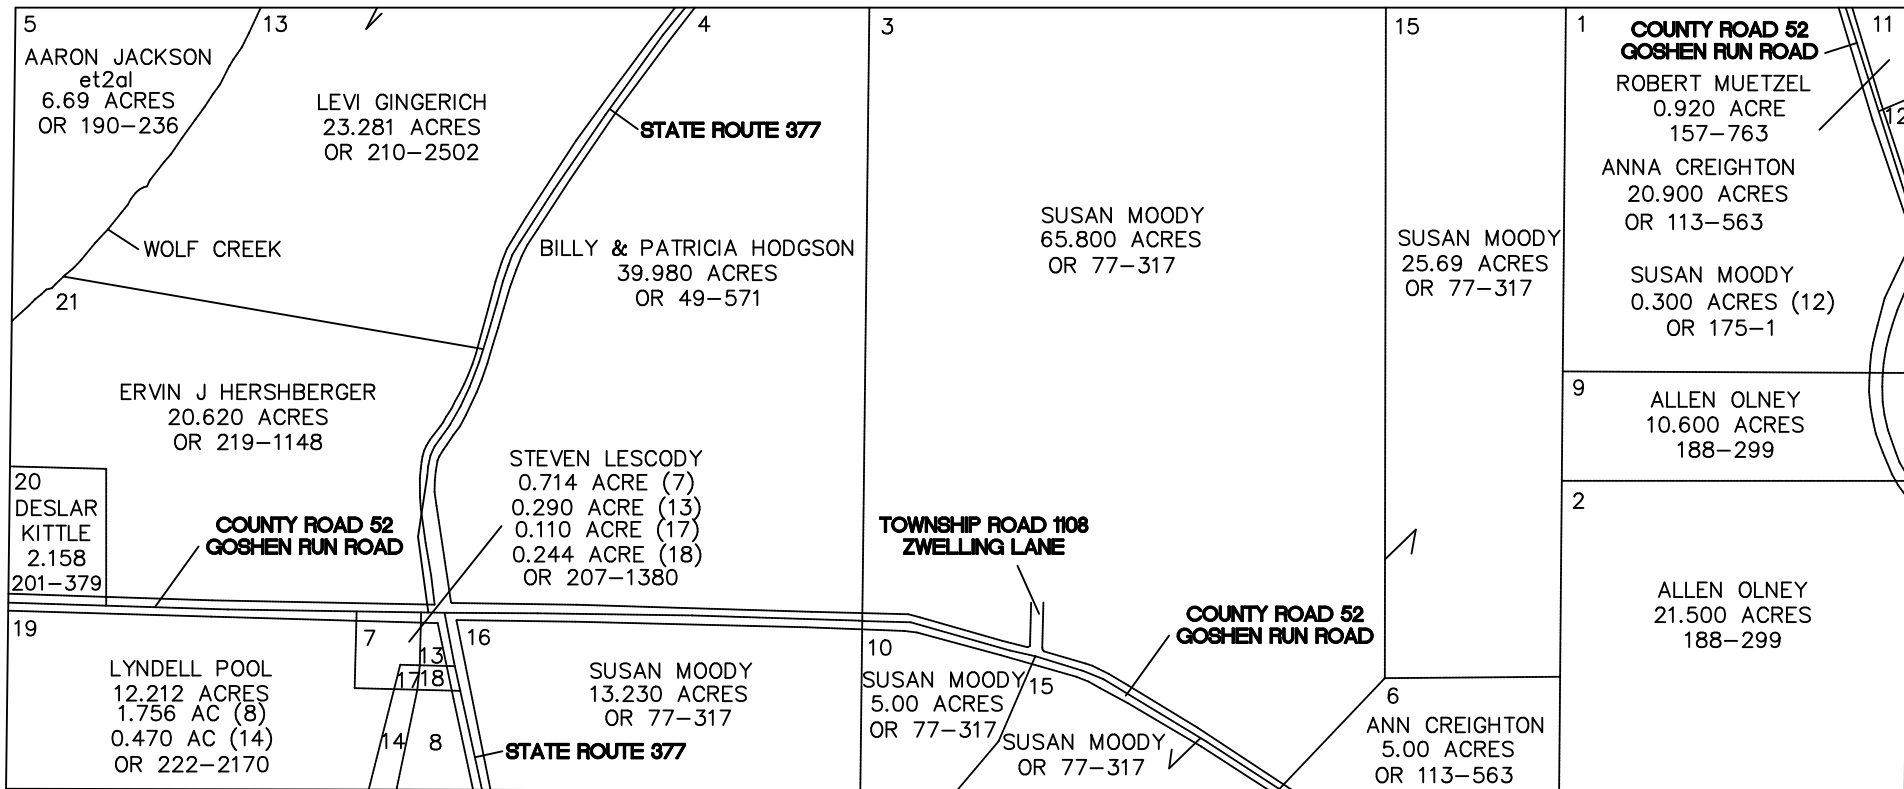 5
AARON JACKSON
et2al
6.69 ACRES
OR 190-236
13
LEVI GINGERICH
23.281 ACRES
OR 210-2502
4
STATE ROUTE 377
WOLF CREEK
BILLY & PATRICIA HODGSON
39.980 ACRES
OR 49-571
21
ERVIN J HERSHBERGER
20.620 ACRES
OR 219-1148
20
DESLAR
KITTLE
2.158
201-379
COUNTY ROAD 52
GOSHEN RUN ROAD
STEVEN LESCODY
0.714 ACRE (7)
0.290 ACRE (13)
0.110 ACRE (17)
0.244 ACRE (18)
OR 207-1380
3
SUSAN MOODY
65.800 ACRES
OR 77-317
TOWNSHIP ROAD 1108
ZWELLING LANE
15
SUSAN MOODY
25.69 ACRES
OR 77-317
1
COUNTY ROAD 52
GOSHEN RUN ROAD
11
ROBERT MUETZEL
0.920 ACRE
157-763
12
ANNA CREIGHTON
20.900 ACRES
OR 113-563
SUSAN MOODY
0.300 ACRES (12)
OR 175-1
9
ALLEN OLNEY
10.600 ACRES
188-299
2
ALLEN OLNEY
21.500 ACRES
188-299
19
LYNDELL POOL
12.212 ACRES
1.756 AC (8)
0.470 AC (14)
OR 222-2170
7
13
17
18
14
8
16
SUSAN MOODY
13.230 ACRES
OR 77-317
STATE ROUTE 377
10
SUSAN MOODY
5.00 ACRES
OR 77-317
15
SUSAN MOODY
OR 77-317
COUNTY ROAD 52
GOSHEN RUN ROAD
6
ANN CREIGHTON
5.00 ACRES
OR 113-563